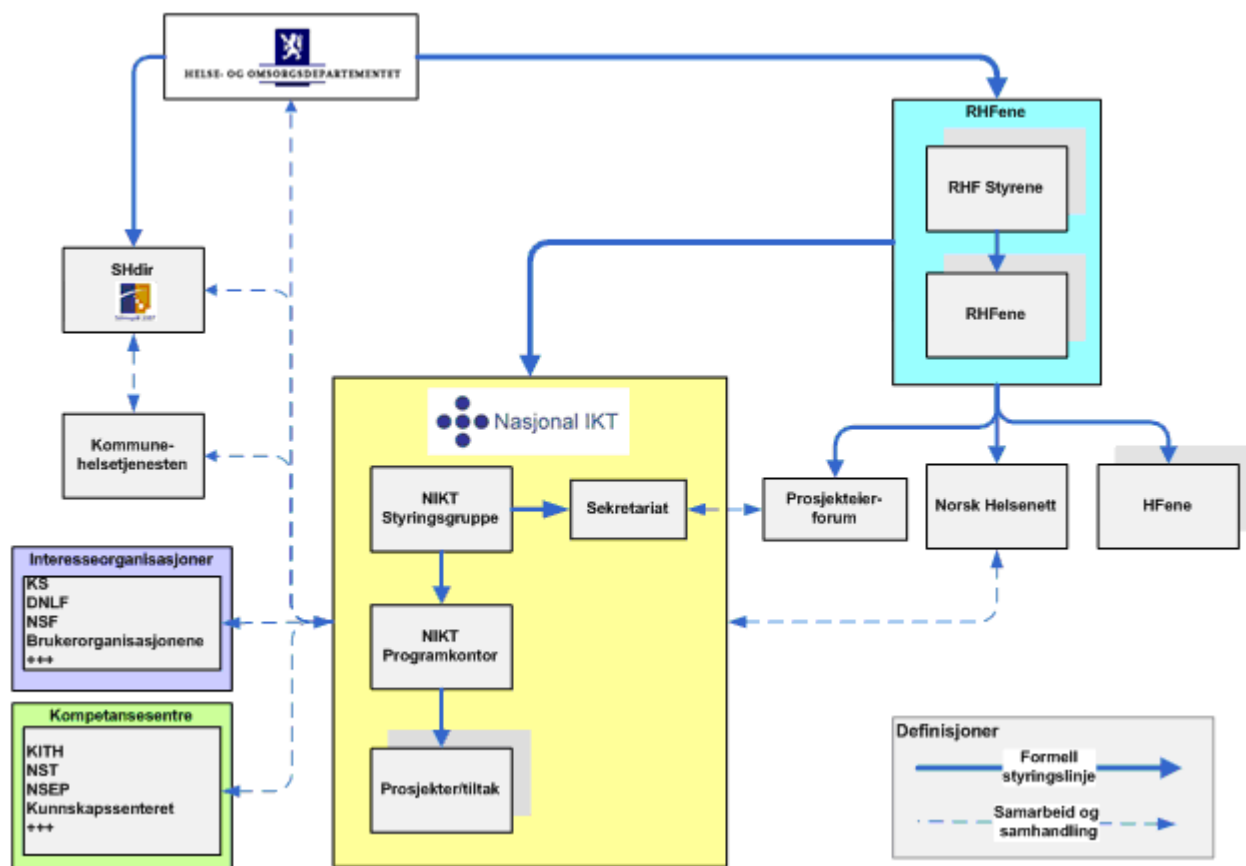 HELSE- OG OMSORGSDEPARTEMENTET
RHFene
RHF Styrene
RHFene
SHdir
Kommune-
helsetjenesten
Nasjonal IKT
NIKT
Styringsgruppe
Sekretariat
Prosjekteier-
forum
Norsk Helsenett
HFene
Interesseorganisasjoner
KS
DNLF
NSF
Brukerorganisasjonene
+++
NIKT
Programkontor
Kompetansesentre
KITH
NST
NSEP
Kunnskapssenteret
+++
Prosjekter/tiltak
Definisjoner
Formell
styringslinje
Samarbeid og
samhandling